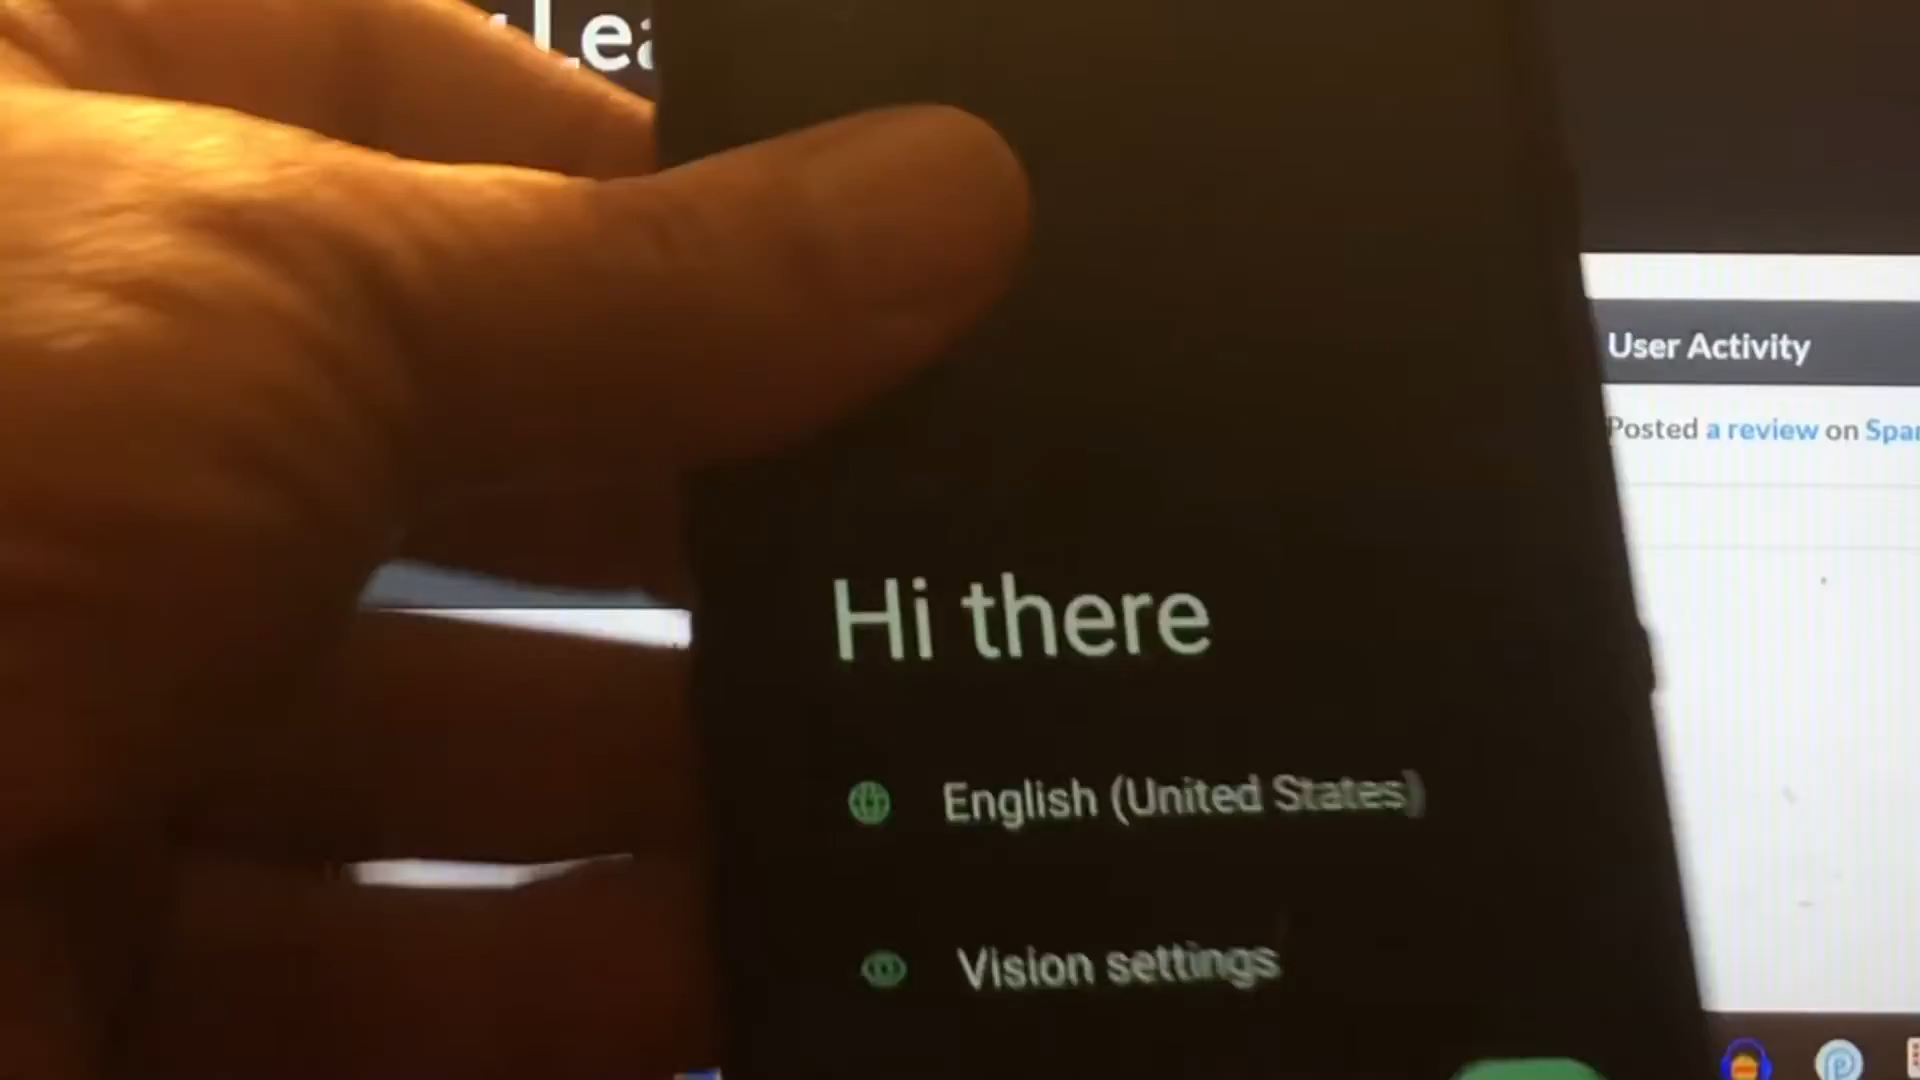 Hi there
English (United States)
Vision settings
User Activity
Posted a review on